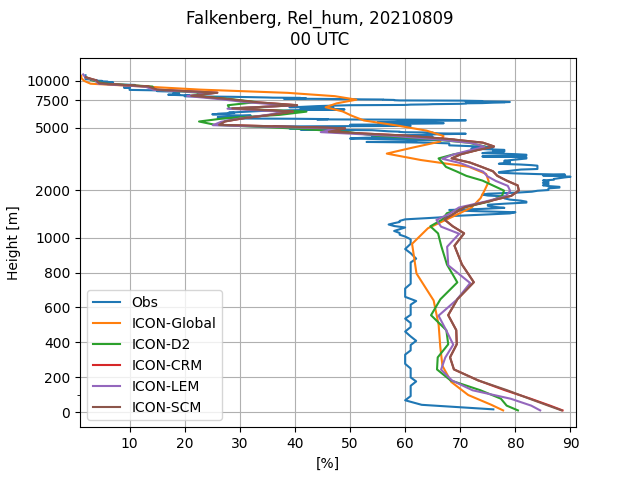 Falkenberg, Rel_hum, 20210809
00 UTC
10000
7500
5000
2000
1000
800
600
400
200
0
Height [m]
Obs
ICON-Global
ICON-D2
ICON-CRM
ICON-LEM
ICON-SCM
10 20 30 40 50 60 70 80 90
[%]